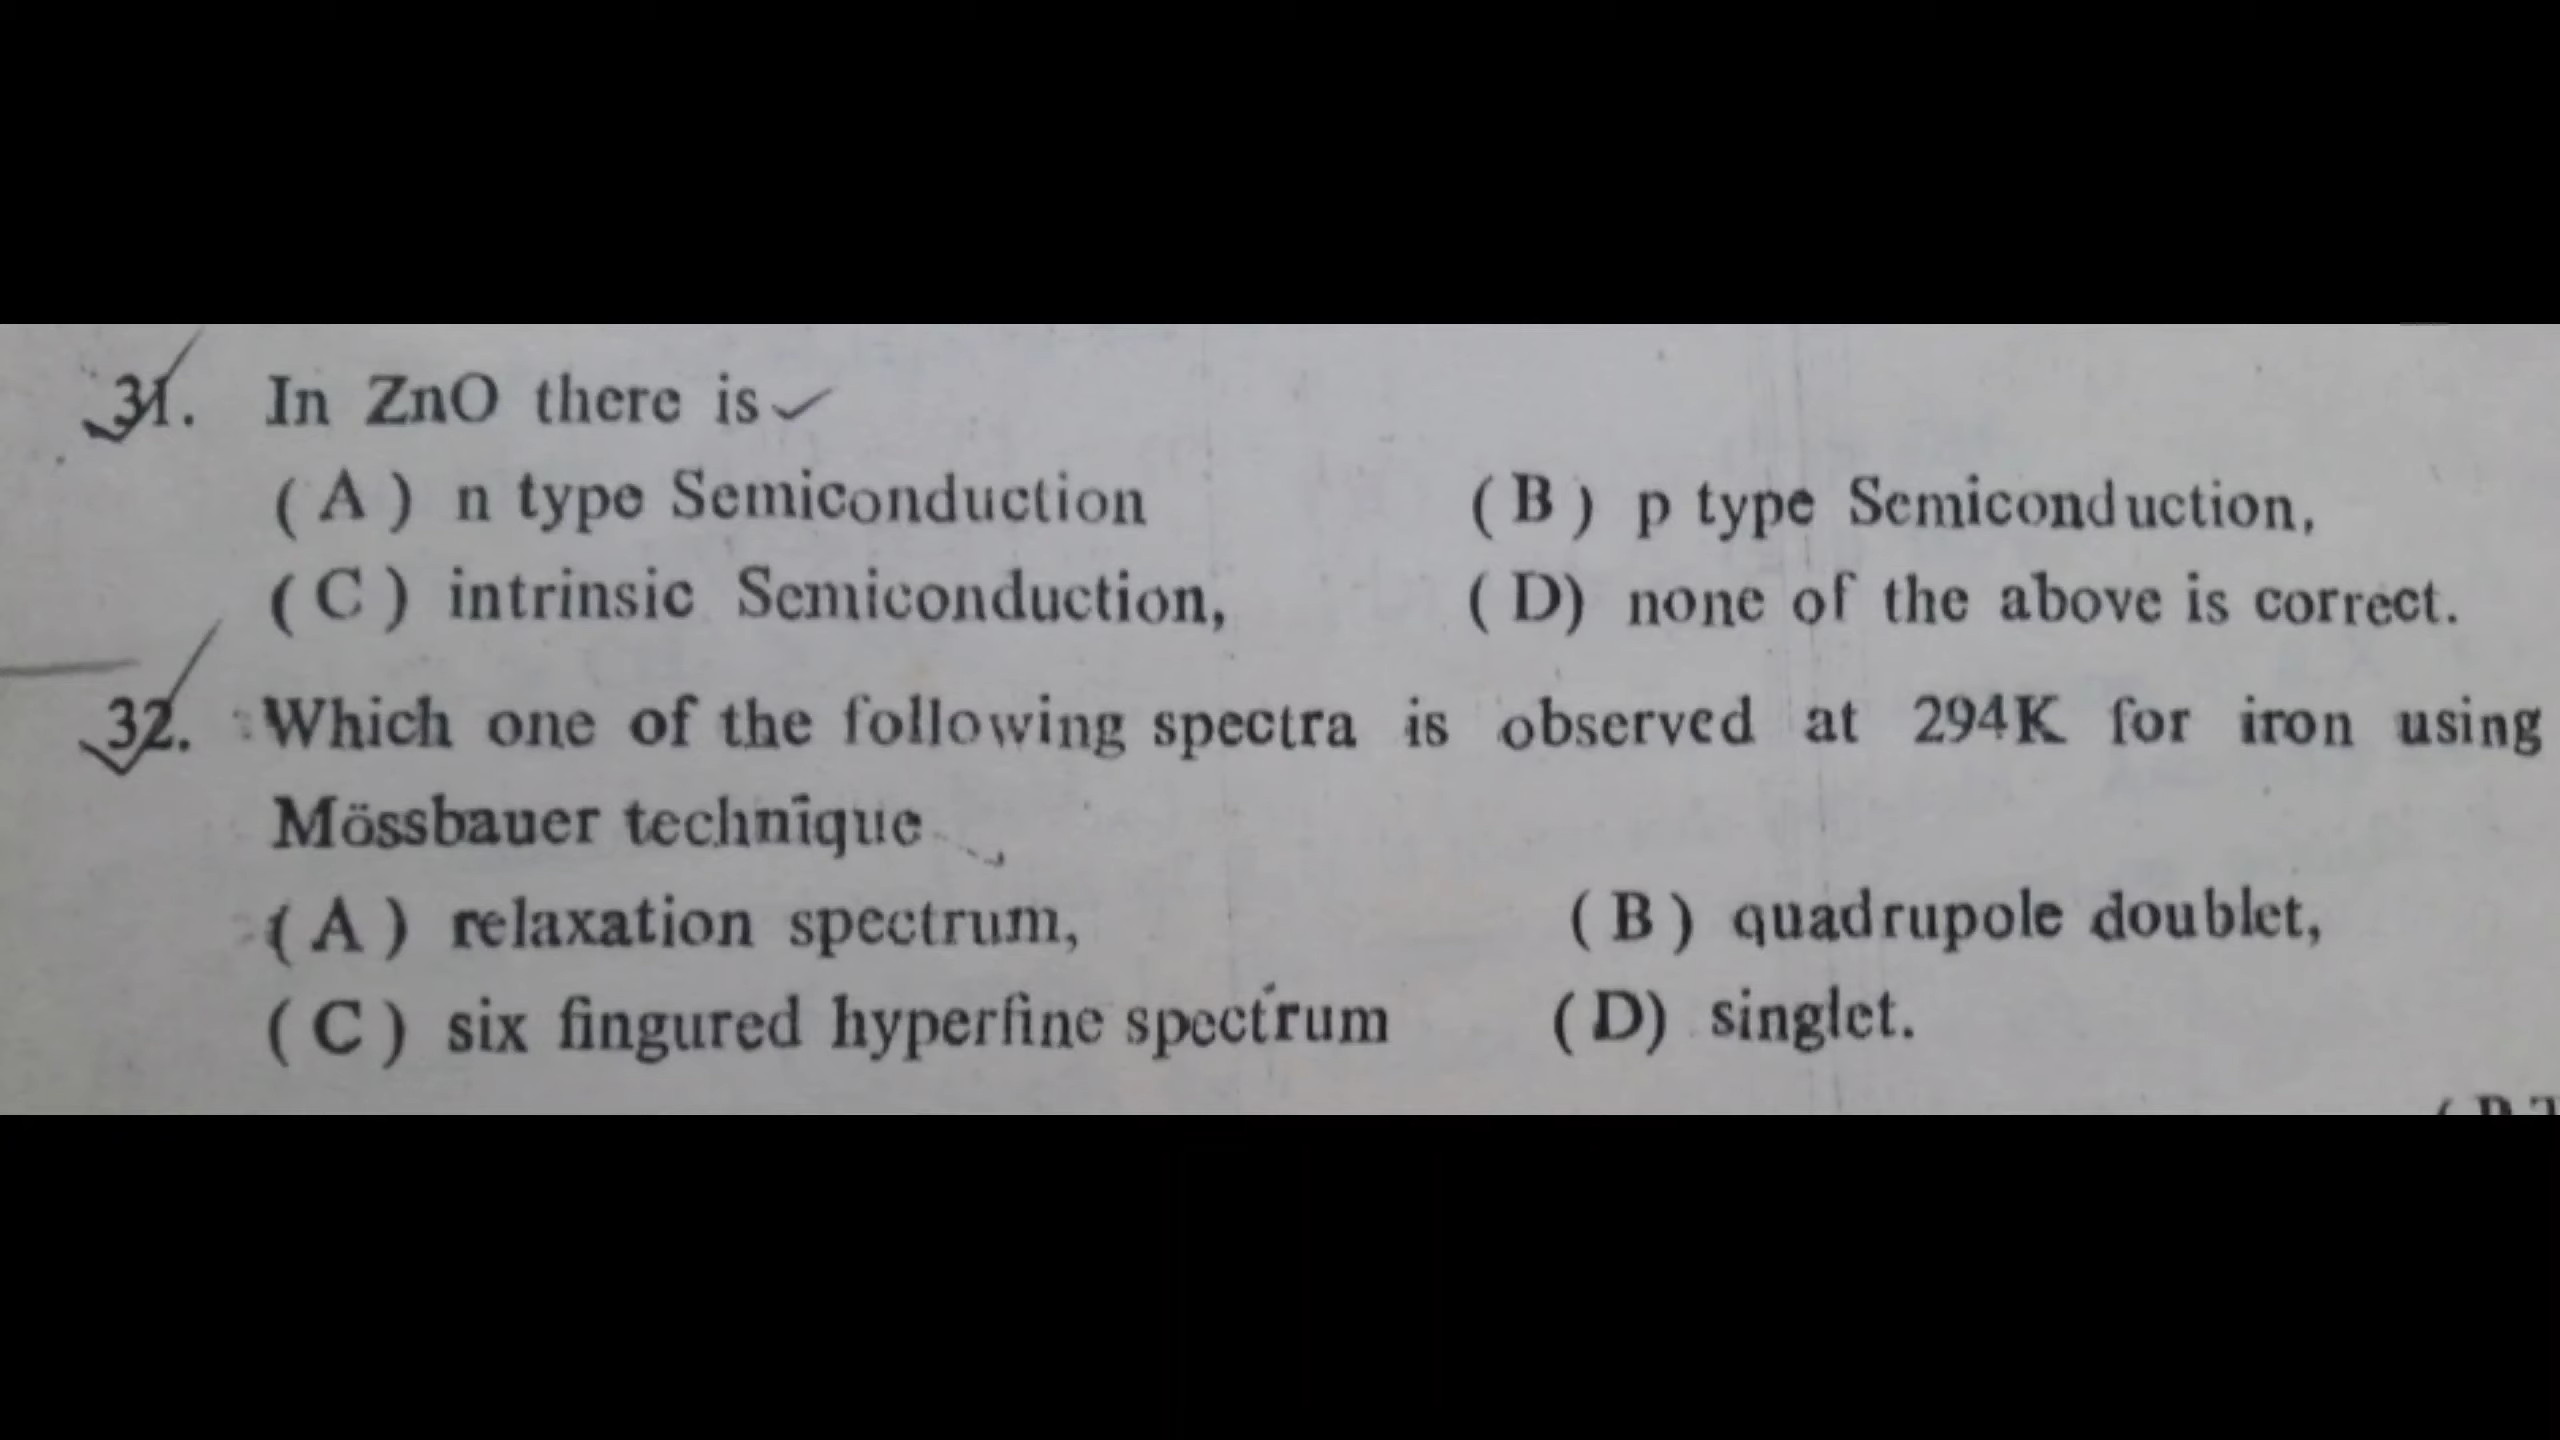 31. In ZnO there is
(A) n type Semiconduction (B) p type Semiconduction,
(C) intrinsic Semiconduction, (D) none of the above is correct.
32. Which one of the following spectra is observed at 294K for iron using
Mössbauer technique
(A) relaxation spectrum, (B) quadrupole doublet,
(C) six fingured hyperfine spectrum (D) singlet.